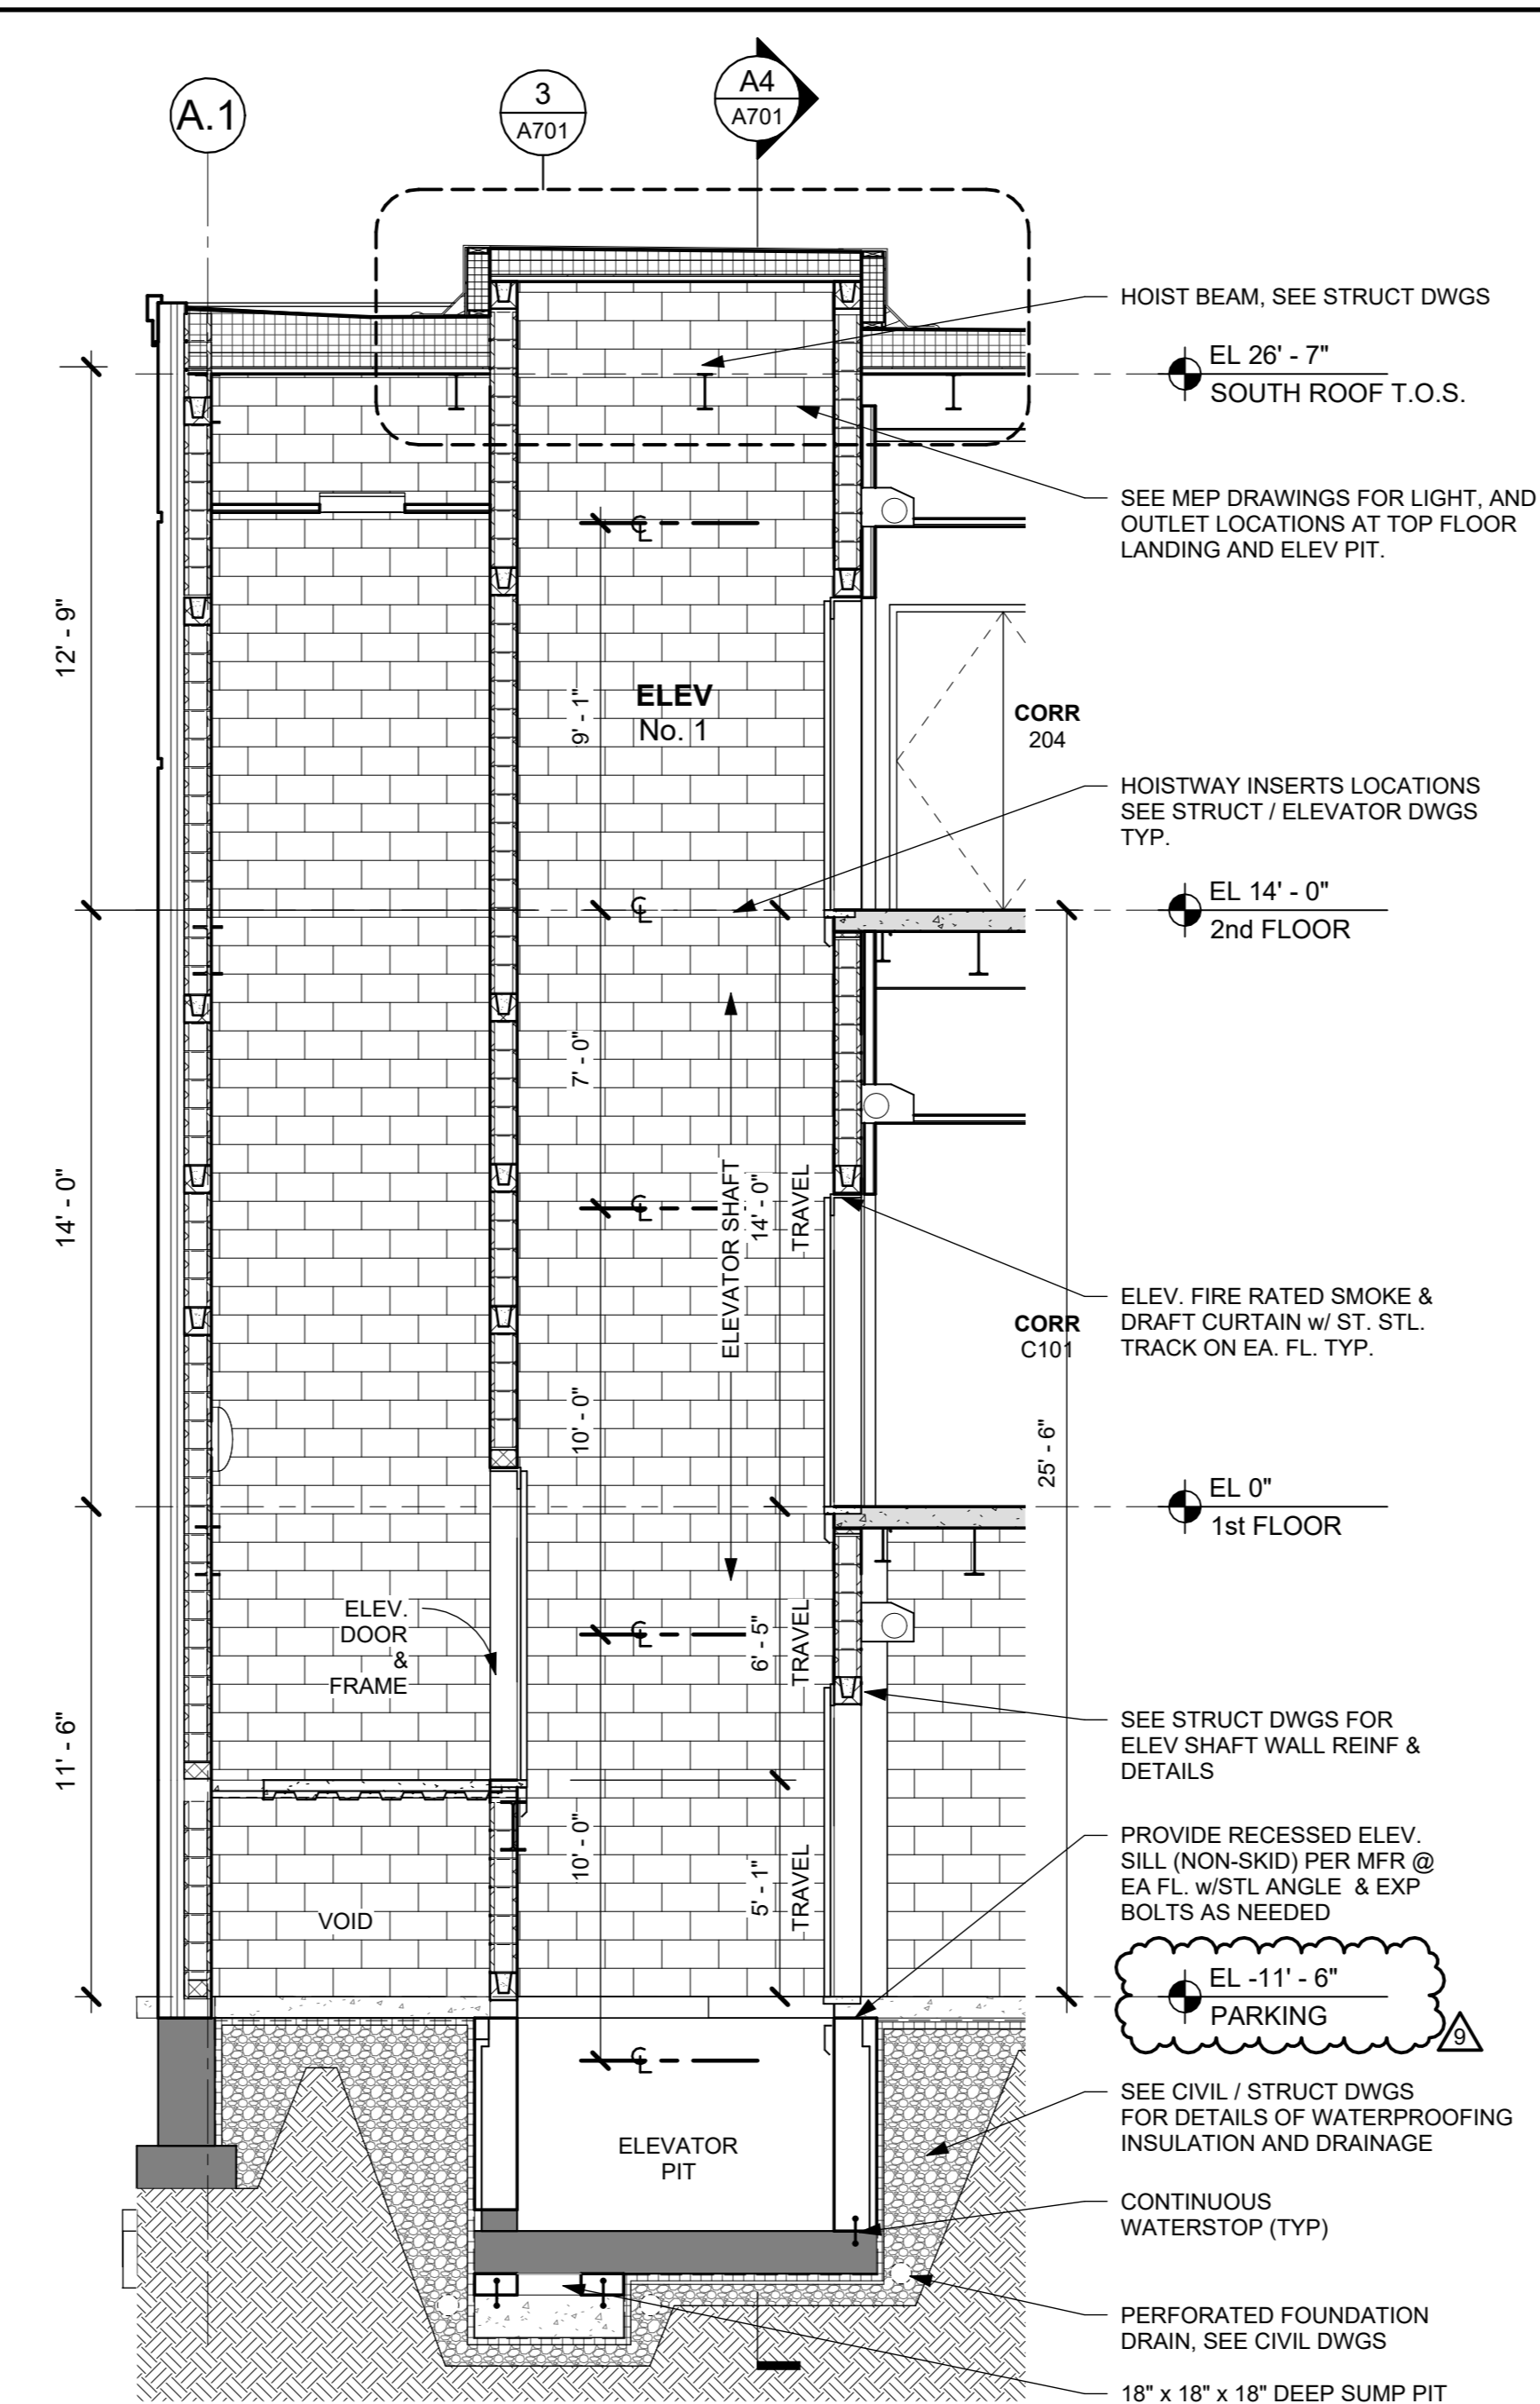 A.1
3
A701
A4
A701
HOIST BEAM, SEE STRUCT DWGS
EL 26' - 7"
SOUTH ROOF T.O.S.
SEE MEP DRAWINGS FOR LIGHT, AND
OUTLET LOCATIONS AT TOP FLOOR
LANDING AND ELEV PIT.
℄
12' - 9"
9' - 1"
ELEV
No. 1
CORR
204
HOISTWAY INSERTS LOCATIONS
SEE STRUCT / ELEVATOR DWGS
TYP.
℄
EL 14' - 0"
2nd FLOOR
7' - 0"
14' - 0"
ELEVATOR SHAFT
14' - 0"
TRAVEL
℄
ELEV. FIRE RATED SMOKE &
DRAFT CURTAIN w/ ST. STL.
TRACK ON EA. FL. TYP.
CORR
C101
10' - 0"
25' - 6"
EL 0"
1st FLOOR
ELEV.
DOOR
&
FRAME
℄
6' - 5"
TRAVEL
11' - 6"
SEE STRUCT DWGS FOR
ELEV SHAFT WALL REINF &
DETAILS
10' - 0"
5' - 1"
TRAVEL
VOID
PROVIDE RECESSED ELEV.
SILL (NON-SKID) PER MFR @
EA FL. w/STL ANGLE & EXP
BOLTS AS NEEDED
EL -11' - 6"
PARKING
9
℄
ELEVATOR
PIT
SEE CIVIL / STRUCT DWGS
FOR DETAILS OF WATERPROOFING
INSULATION AND DRAINAGE
CONTINUOUS
WATERSTOP (TYP)
PERFORATED FOUNDATION
DRAIN, SEE CIVIL DWGS
18" x 18" x 18" DEEP SUMP PIT